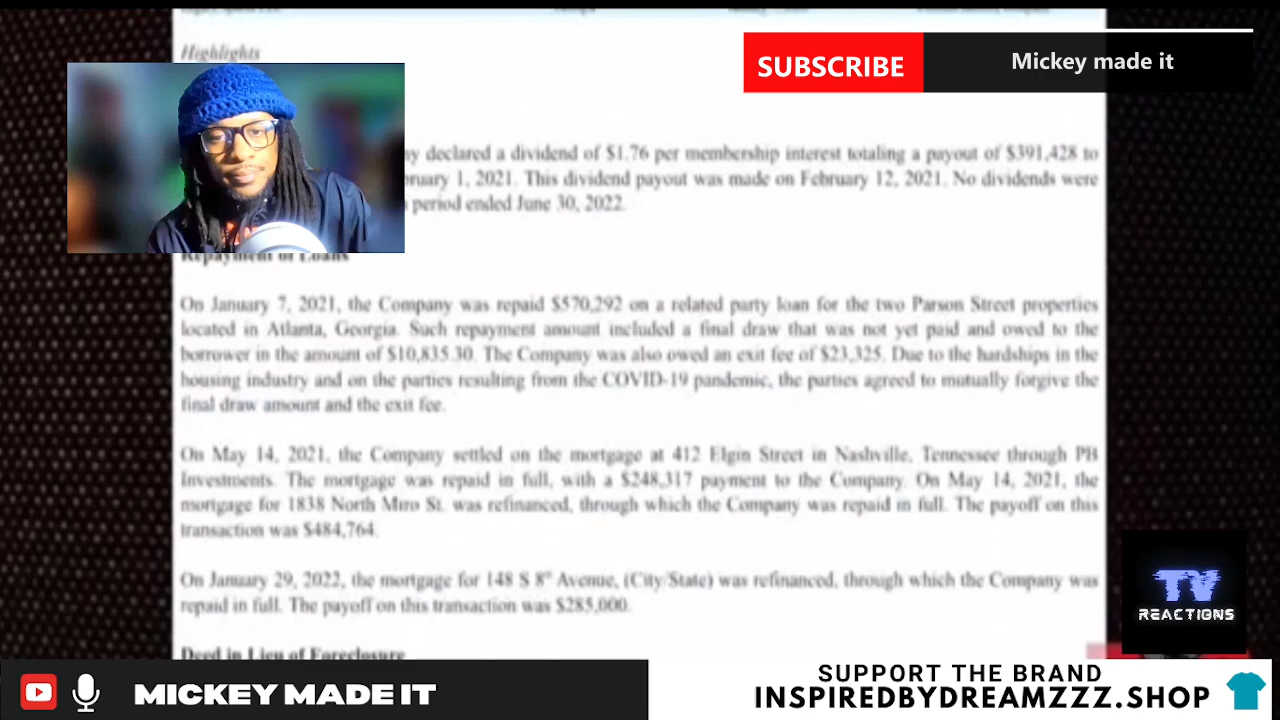 Highlights
SUBSCRIBE
Mickey made it
declared a dividend of $1.76 per membership interest totaling a payout of $391,428 to
ruary 1, 2021. This dividend payout was made on February 12, 2021. No dividends were
period ended June 30, 2022.
Repayment of Loans
On January 7, 2021, the Company was repaid $570,292 on a related party loan for the two Parson Street properties
located in Atlanta, Georgia. Such repayment amount included a final draw that was not yet paid and owed to the
borrower in the amount of $10,835.30. The Company was also owed an exit fee of $23,325. Due to the hardships in the
housing industry and on the parties resulting from the COVID-19 pandemic, the parties agreed to mutually forgive the
final draw amount and the exit fee.
On May 14, 2021, the Company settled on the mortgage at 412 Elgin Street in Nashville, Tennessee through PB
Investments. The mortgage was repaid in full, with a $248,317 payment to the Company. On May 14, 2021, the
mortgage for 1838 North Miro St. was refinanced, through which the Company was repaid in full. The payoff on this
transaction was $484,764.
On January 29, 2022, the mortgage for 148 S 8th Avenue, (City/State) was refinanced, through which the Company was
repaid in full. The payoff on this transaction was $285,000.
Deed in Lieu of Foreclosure
TV
REACTIONS
MICKEY MADE IT
SUPPORT THE BRAND
INSPIREDBYDREAMZZZ.SHOP